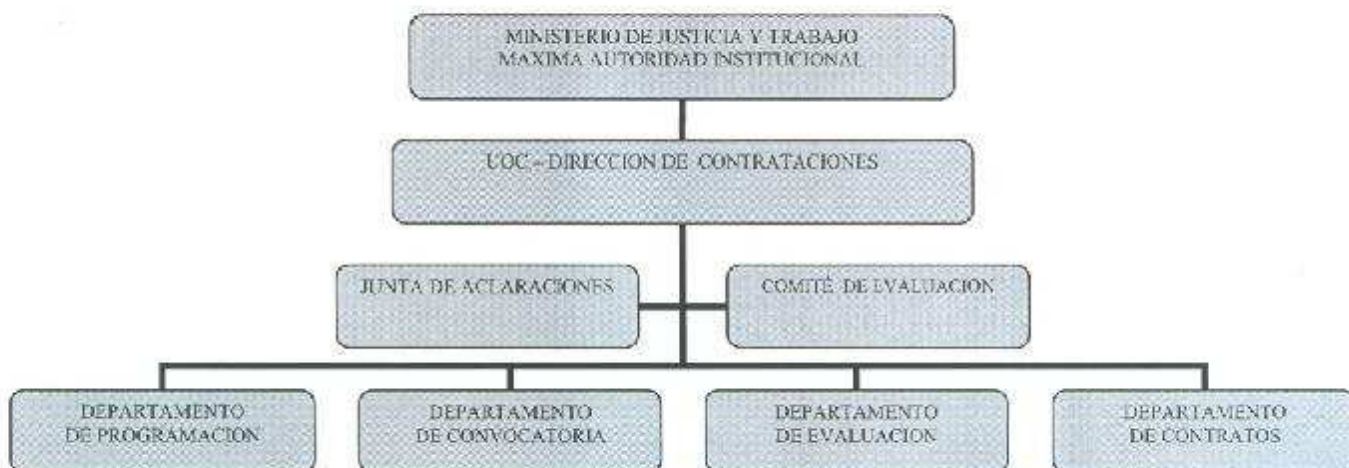 MINISTERIO DE JUSTICIA Y TRABAJO
MAXIMA AUTORIDAD INSTITUCIONAL
UOC – DIRECCION DE CONTRATACIONES
JUNTA DE ACLARACIONES
COMITÉ DE EVALUACION
DEPARTAMENTO
DE PROGRAMACION
DEPARTAMENTO
DE CONVOCATORIA
DEPARTAMENTO
DE EVALUACION
DEPARTAMENTO
DE CONTRATOS